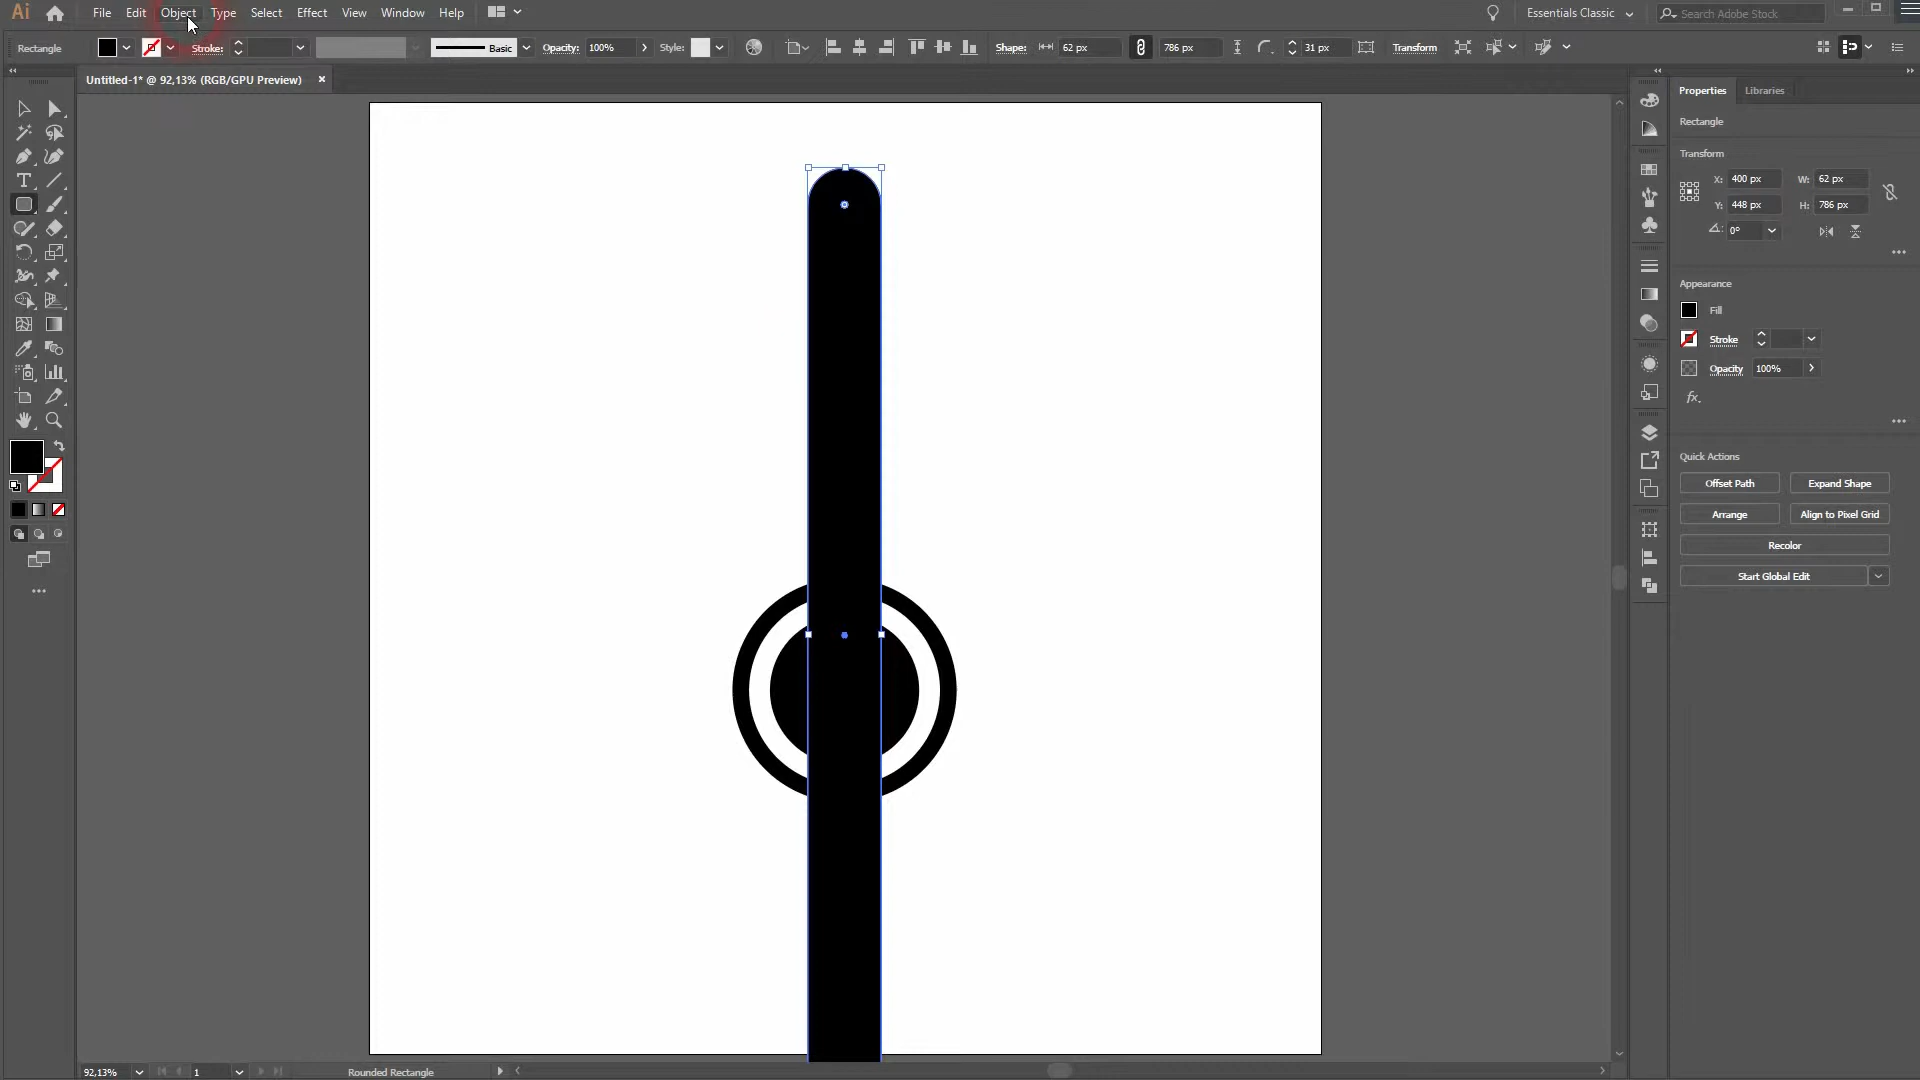 Ai File Edit Object Type Select Effect View Window Help Essentials Classic Search Adobe Stock
Rectangle Stroke: Basic Opacity: 100% Style: Shape: 62 px 786 px 31 px Transform
Untitled-1* @ 92,13% (RGB/GPU Preview) ×
Properties Libraries
Rectangle
Transform
X: 400 px W: 62 px
Y: 448 px H: 786 px
0°
Appearance
Fill
Stroke
Opacity 100%
fx.
Quick Actions
Offset Path Expand Shape
Arrange Align to Pixel Grid
Recolor
Start Global Edit
92,13% 1 Rounded Rectangle